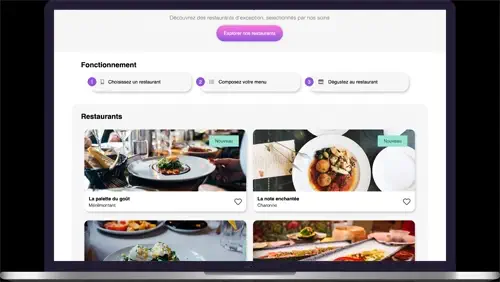 Découvrez des restaurants d'exception, sélectionnés par nos soins
Explorer nos restaurants
Fonctionnement
1 Choisissez un restaurant
2 Composez votre menu
3 Dégustez au restaurant
Restaurants
Nouveau
Nouveau
La palette du goût
Ménilmontant
La note enchantée
Charonne